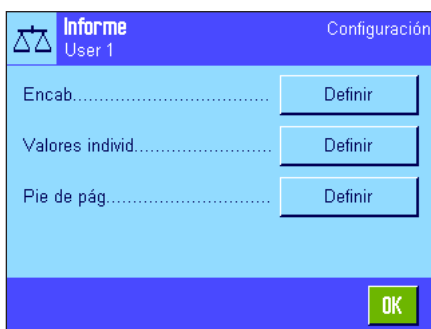 Informe
Configuración
User 1
Encab.................................... Definir
Valores individ......................... Definir
Pie de pág.............................. Definir
OK